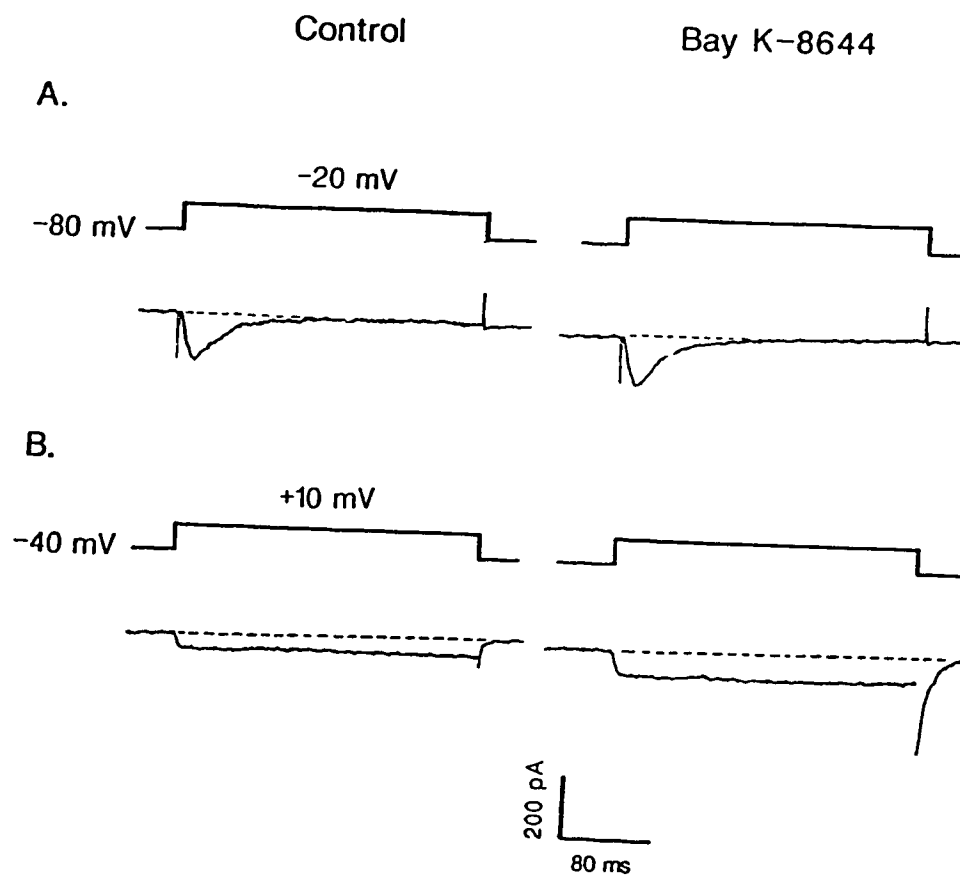 Control
Bay K-8644
A.
-20 mV
-80 mV
B.
+10 mV
-40 mV
200 pA
80 ms